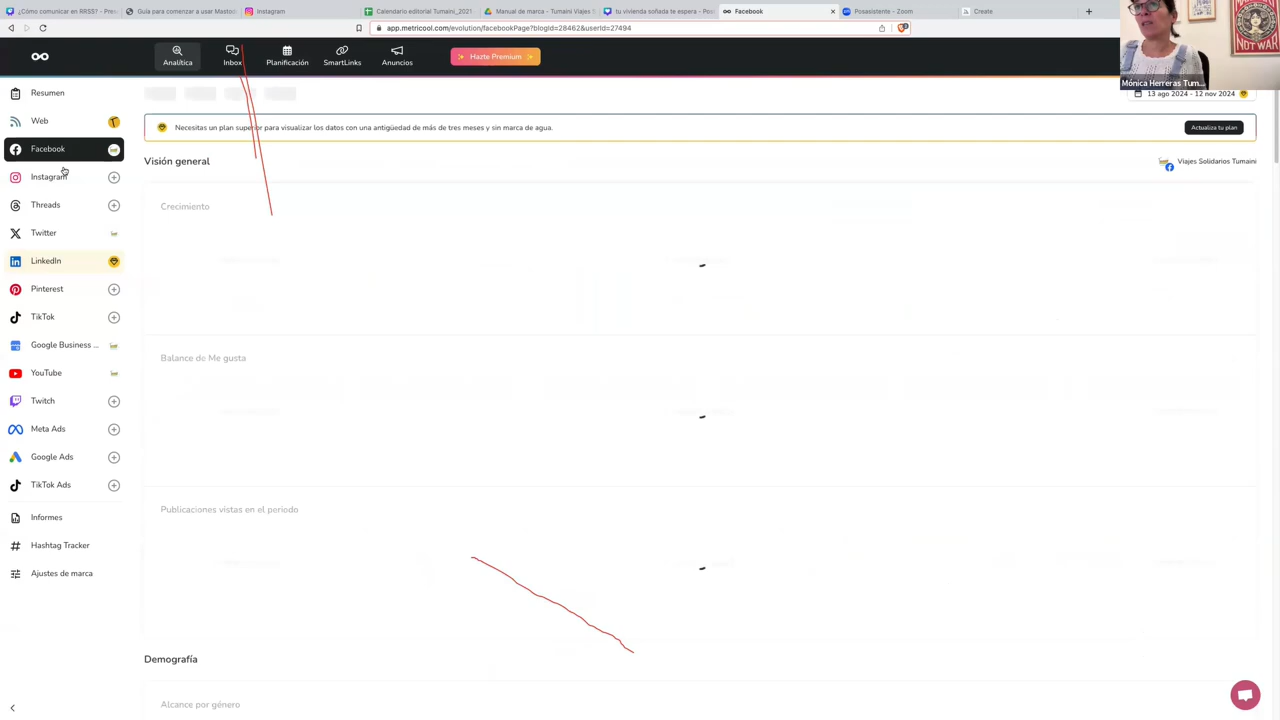 ¿Cómo comunicar en RRSS? - Pres
Guía para comenzar a usar Mastod
Instagram
Calendario editorial Tumaini_2021
Manual de marca - Tumaini Viajes S
tu vivienda soñada te espera - Pos
Facebook
Posasistente - Zoom
Create
app.metricool.com/evolution/facebookPage?blogId=28462&userId=27494
Analítica
Inbox
Planificación
SmartLinks
Anuncios
Hazte Premium
NOT WAR
Mónica Herreras Tum...
13 ago 2024 - 12 nov 2024
Resumen
Web
Facebook
Instagram
Threads
Twitter
LinkedIn
Pinterest
TikTok
Google Business ...
YouTube
Twitch
Meta Ads
Google Ads
TikTok Ads
Informes
Hashtag Tracker
Ajustes de marca
Necesitas un plan superior para visualizar los datos con una antigüedad de más de tres meses y sin marca de agua.
Actualiza tu plan
Visión general
Viajes Solidarios Tumaini
Crecimiento
Balance de Me gusta
Publicaciones vistas en el periodo
Demografía
Alcance por género